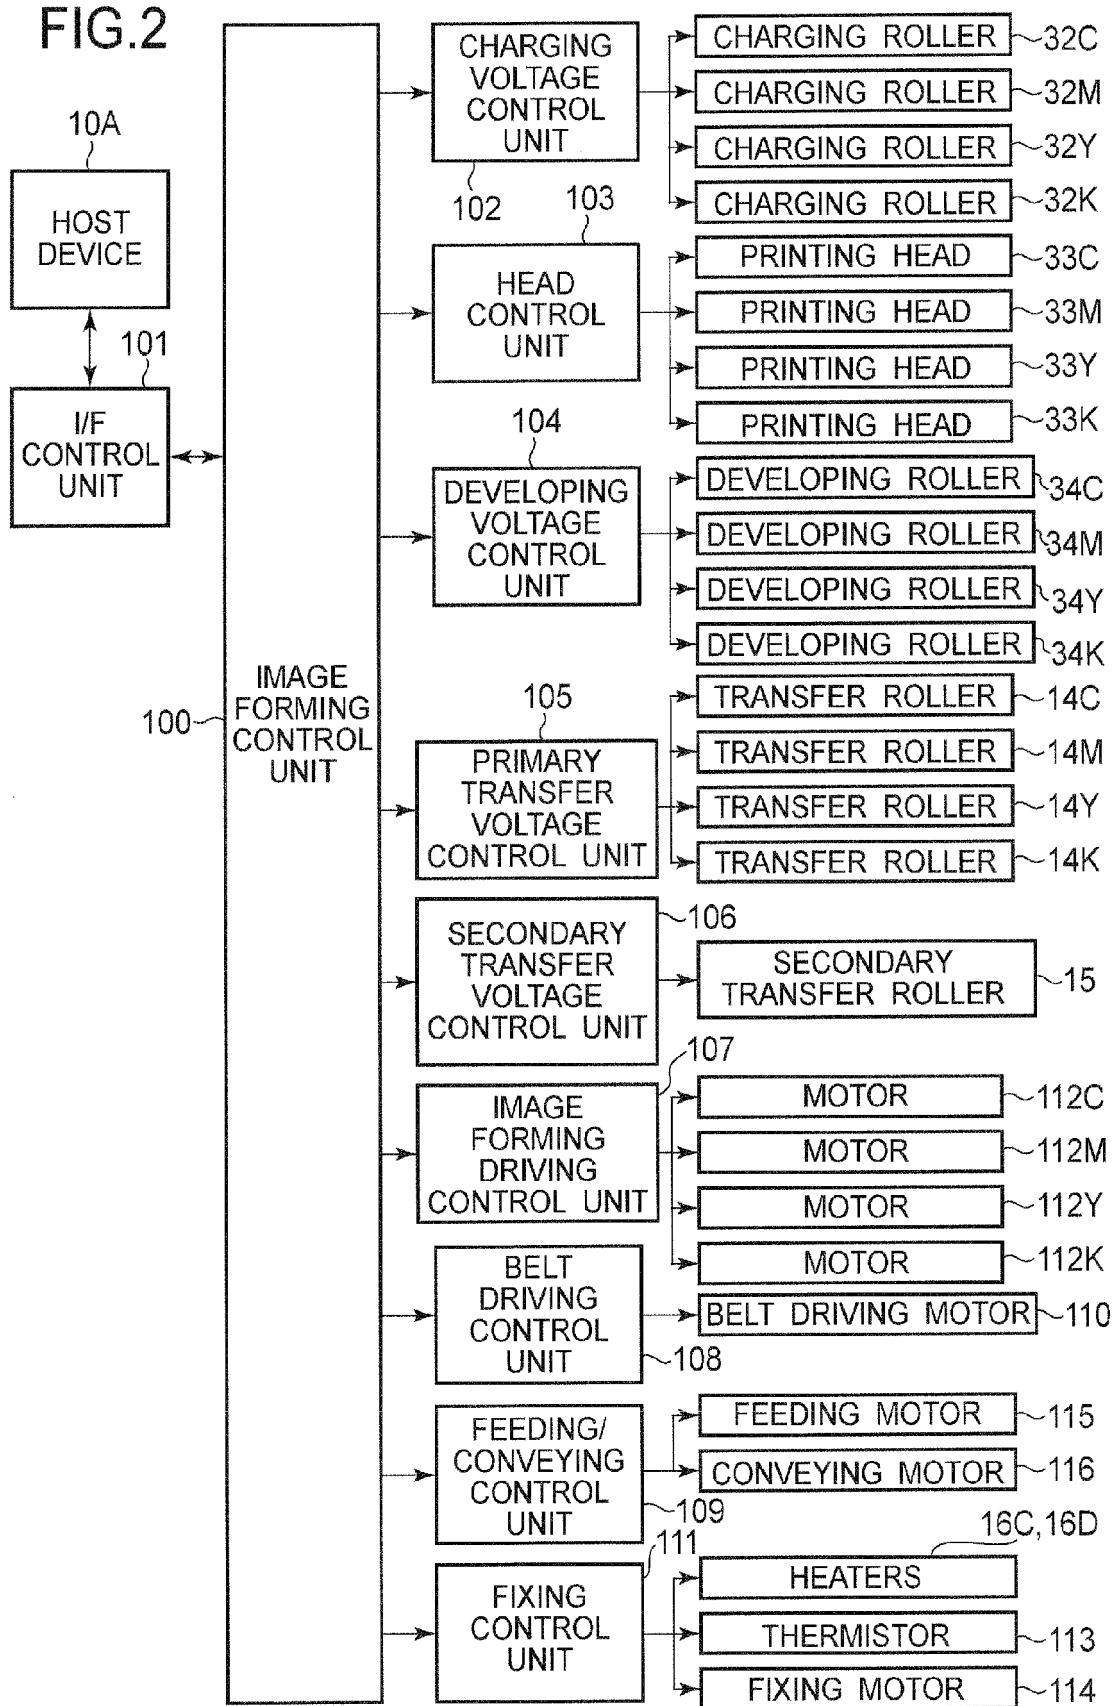 FIG.2
10A
HOST
DEVICE
101
I/F
CONTROL
UNIT
100
IMAGE
FORMING
CONTROL
UNIT
CHARGING
VOLTAGE
CONTROL
UNIT
102
CHARGING ROLLER 32C
CHARGING ROLLER 32M
CHARGING ROLLER 32Y
CHARGING ROLLER 32K
103
HEAD
CONTROL
UNIT
PRINTING HEAD 33C
PRINTING HEAD 33M
PRINTING HEAD 33Y
PRINTING HEAD 33K
104
DEVELOPING
VOLTAGE
CONTROL
UNIT
DEVELOPING ROLLER 34C
DEVELOPING ROLLER 34M
DEVELOPING ROLLER 34Y
DEVELOPING ROLLER 34K
105
PRIMARY
TRANSFER
VOLTAGE
CONTROL UNIT
TRANSFER ROLLER 14C
TRANSFER ROLLER 14M
TRANSFER ROLLER 14Y
TRANSFER ROLLER 14K
106
SECONDARY
TRANSFER
VOLTAGE
CONTROL UNIT
SECONDARY
TRANSFER ROLLER 15
107
IMAGE
FORMING
DRIVING
CONTROL UNIT
MOTOR 112C
MOTOR 112M
MOTOR 112Y
MOTOR 112K
BELT
DRIVING
CONTROL
UNIT
108
BELT DRIVING MOTOR 110
FEEDING/
CONVEYING
CONTROL
UNIT
109
FEEDING MOTOR 115
CONVEYING MOTOR 116
111
FIXING
CONTROL
UNIT
16C,16D
HEATERS
THERMISTOR 113
FIXING MOTOR 114